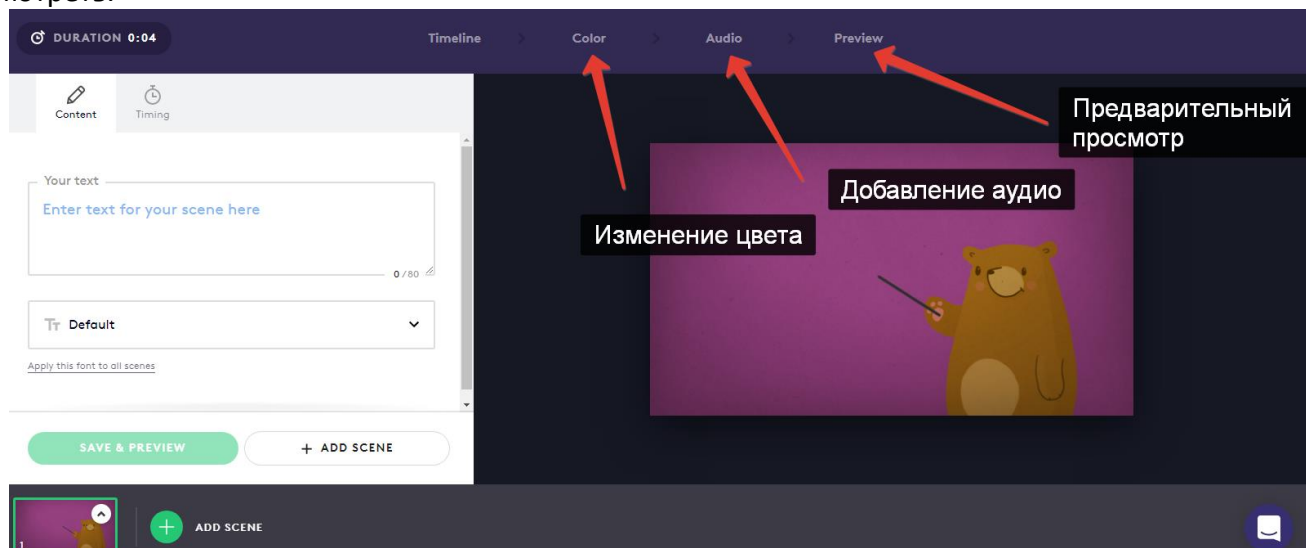 DURATION 0:04
Timeline
Color
Audio
Preview
Content
Timing
Предварительный
просмотр
Your text
Enter text for your scene here
Добавление аудио
Изменение цвета
0/80
Default
Apply this font to all scenes
SAVE & PREVIEW
+ ADD SCENE
ADD SCENE
1